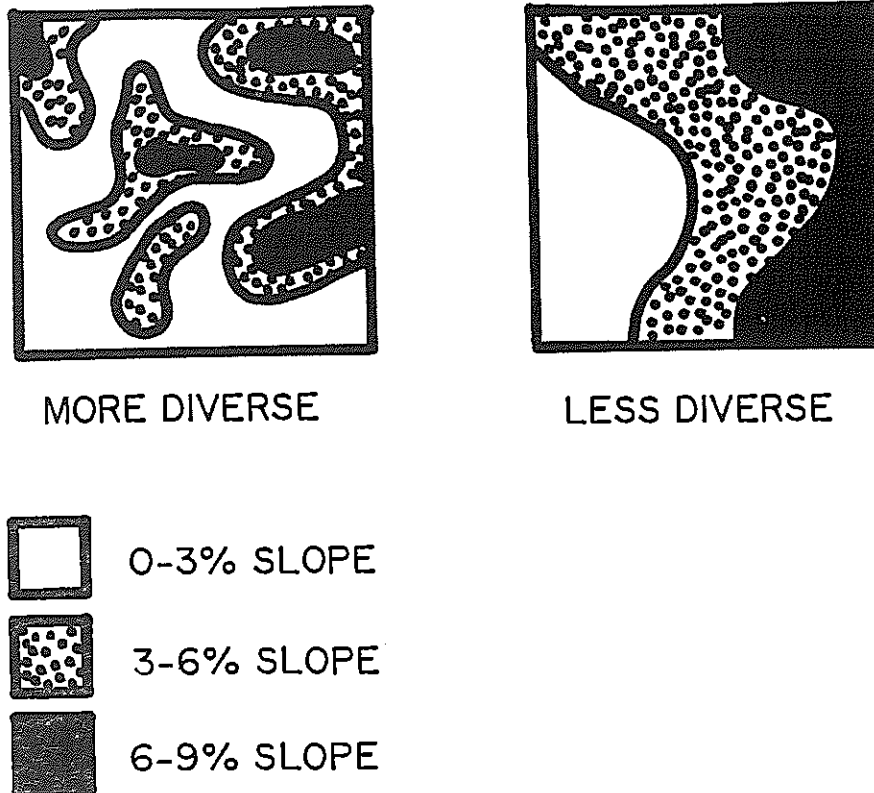 MORE DIVERSE
LESS DIVERSE
0-3% SLOPE
3-6% SLOPE
6-9% SLOPE